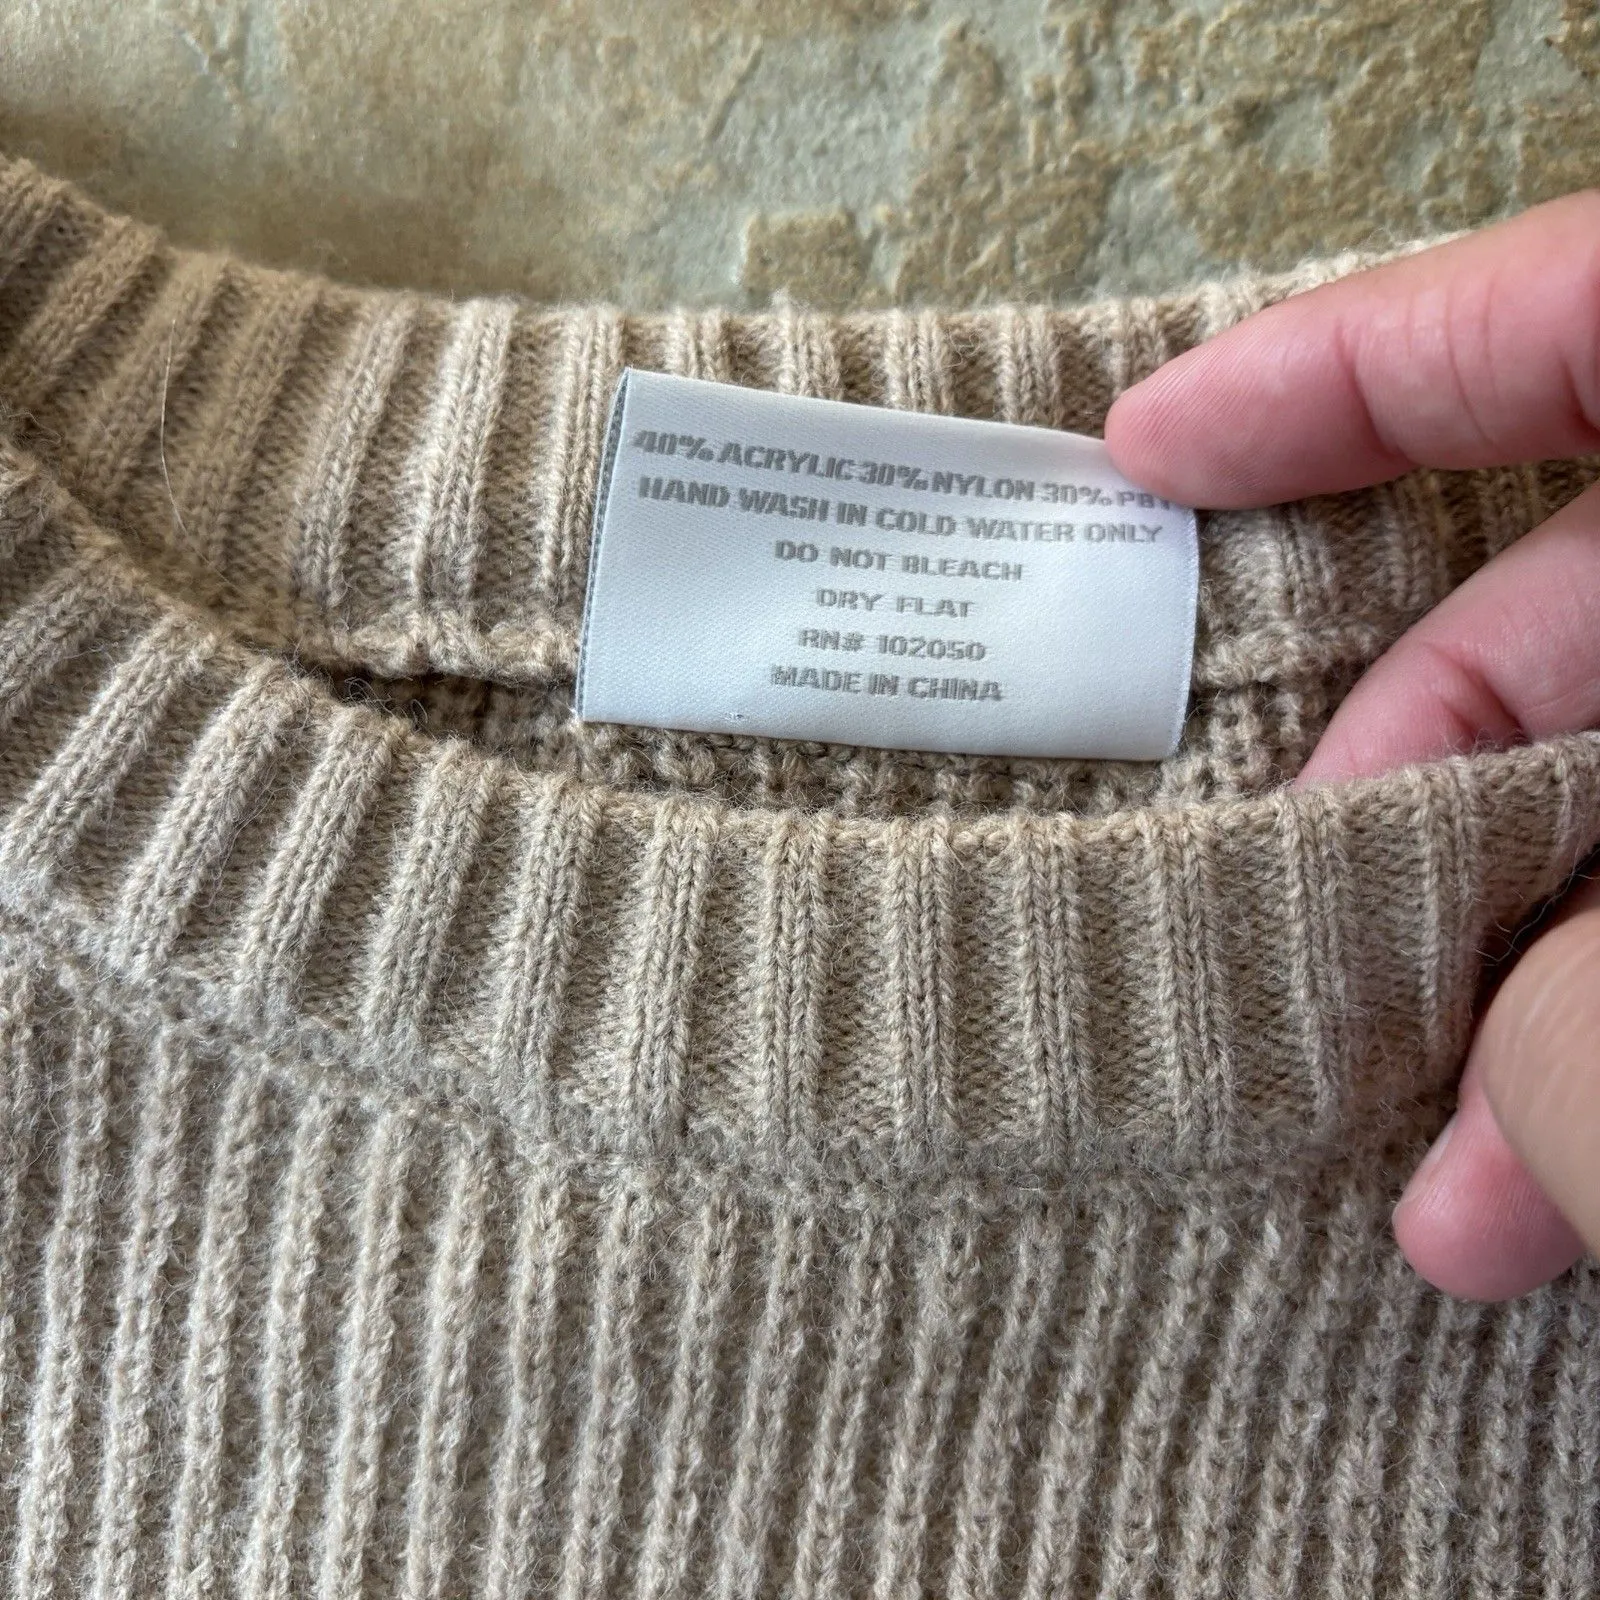 40% ACRYLIC 30% NYLON 30% PBT
HAND WASH IN COLD WATER ONLY
DO NOT BLEACH
DRY FLAT
RN# 102050
MADE IN CHINA